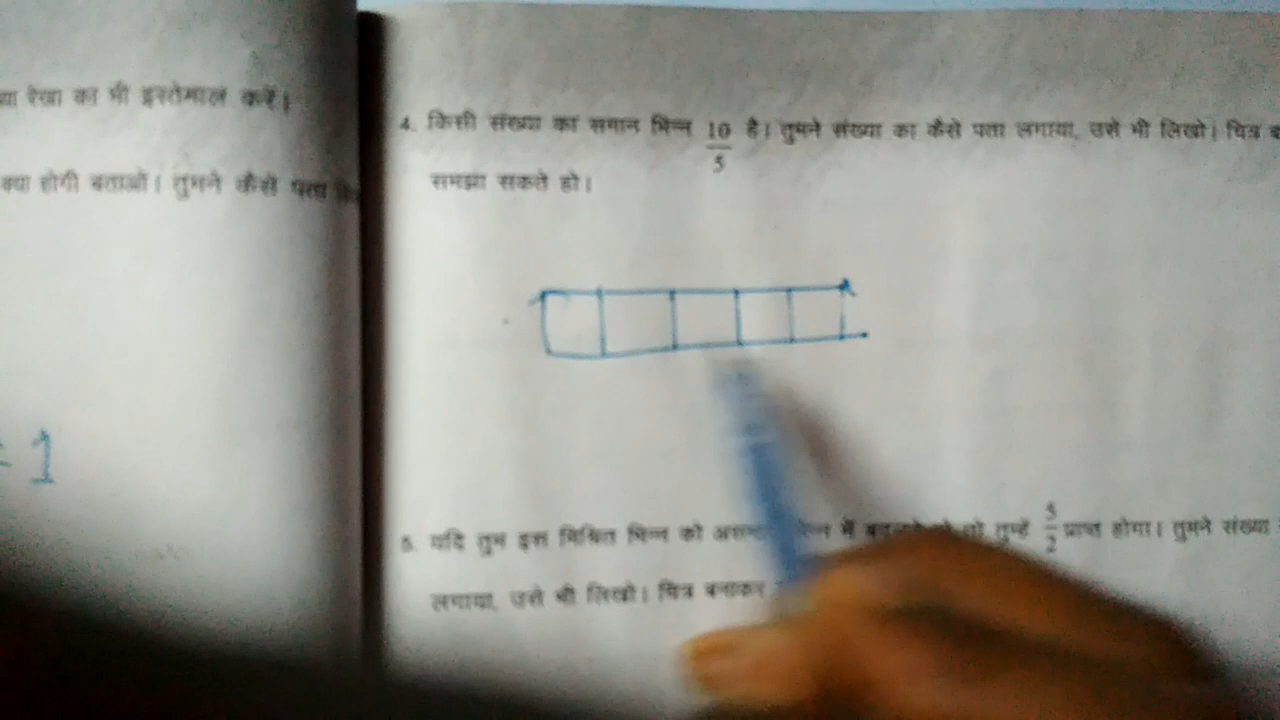 या रेखा का भी इस्तेमाल करें।
क्या होगी बताओ। तुमने कैसे पता
= 1
4. किसी संख्या का समान भिन्न 10/5 है। तुमने संख्या का कैसे पता लगाया, उसे भी लिखो। चित्र
समझा सकते हो।
5. यदि तुम इस मिश्रित भिन्न को में तुम्हें 5/2 प्राप्त होगा। तुमने संख्या
लगाया, उसे भी लिखो। चित्र बनाकर